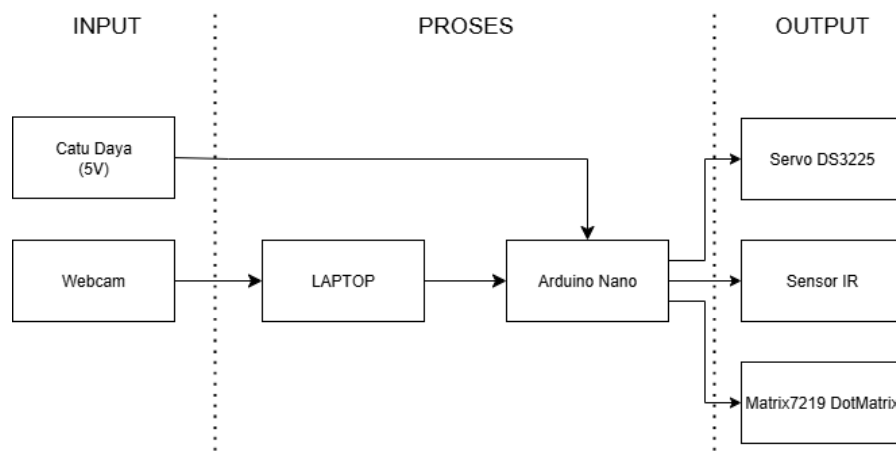 INPUT
PROSES
OUTPUT
Catu Daya
(5V)
Servo DS3225
Webcam
LAPTOP
Arduino Nano
Sensor IR
Matrix7219 DotMatrix